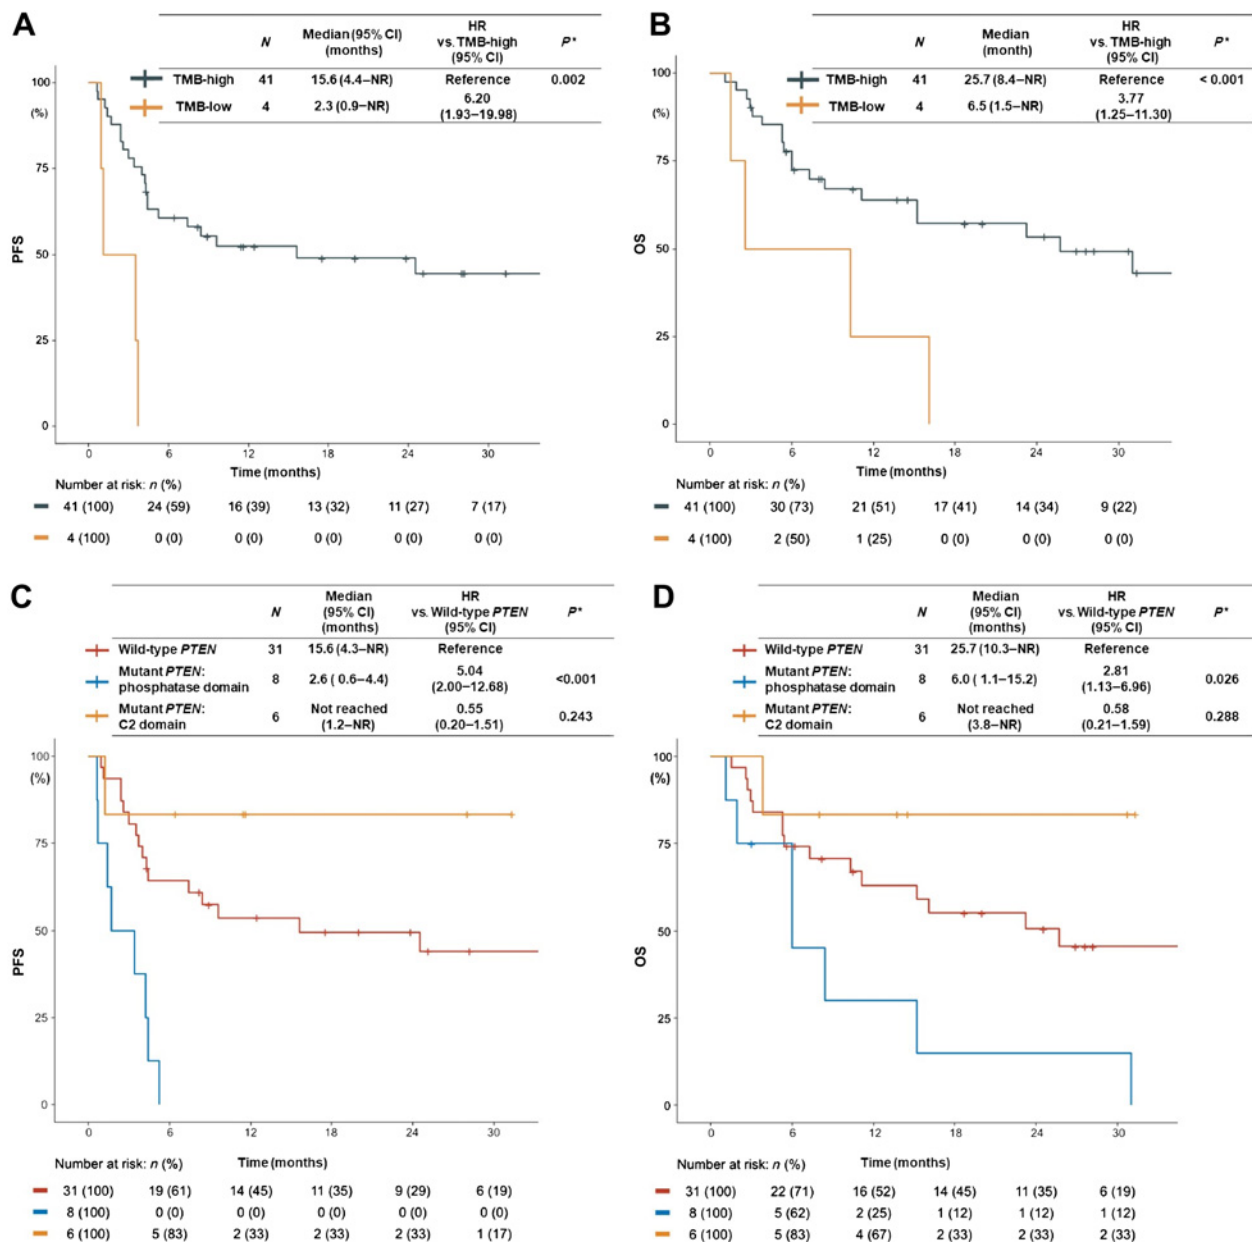 A
N
Median (95% CI)
(months)
HR
vs. TMB-high
(95% CI)
P*
TMB-high 41 15.6 (4.4–NR) Reference 0.002
TMB-low 4 2.3 (0.9–NR) 6.20
(1.93–19.98)
100
(%)
75
50
25
0
PFS
0 6 12 18 24 30
Time (months)
Number at risk: n (%)
41 (100) 24 (59) 16 (39) 13 (32) 11 (27) 7 (17)
4 (100) 0 (0) 0 (0) 0 (0) 0 (0) 0 (0)
B
N
Median
(month)
HR
vs. TMB-high
(95% CI)
P*
TMB-high 41 25.7 (8.4–NR) Reference < 0.001
TMB-low 4 6.5 (1.5–NR) 3.77
(1.25–11.30)
100
(%)
75
50
25
0
OS
0 6 12 18 24 30
Time (months)
Number at risk: n (%)
41 (100) 30 (73) 21 (51) 17 (41) 14 (34) 9 (22)
4 (100) 2 (50) 1 (25) 0 (0) 0 (0) 0 (0)
C
N
Median
(95% CI)
(months)
HR
vs. Wild-type PTEN
(95% CI)
P*
Wild-type PTEN 31 15.6 (4.3–NR) Reference
Mutant PTEN:
phosphatase domain 8 2.6 ( 0.6–4.4) 5.04
(2.00–12.68) <0.001
Mutant PTEN:
C2 domain 6 Not reached
(1.2–NR) 0.55
(0.20–1.51) 0.243
100
(%)
75
50
25
0
PFS
0 6 12 18 24 30
Number at risk: n (%) Time (months)
31 (100) 19 (61) 14 (45) 11 (35) 9 (29) 6 (19)
8 (100) 0 (0) 0 (0) 0 (0) 0 (0) 0 (0)
6 (100) 5 (83) 2 (33) 2 (33) 2 (33) 1 (17)
D
N
Median
(95% CI)
(months)
HR
vs. Wild-type PTEN
(95% CI)
P*
Wild-type PTEN 31 25.7 (10.3–NR) Reference
Mutant PTEN:
phosphatase domain 8 6.0 ( 1.1–15.2) 2.81
(1.13–6.96) 0.026
Mutant PTEN:
C2 domain 6 Not reached
(3.8–NR) 0.58
(0.21–1.59) 0.288
100
(%)
75
50
25
0
OS
0 6 12 18 24 30
Number at risk: n (%) Time (months)
31 (100) 22 (71) 16 (52) 14 (45) 11 (35) 6 (19)
8 (100) 5 (62) 2 (25) 1 (12) 1 (12) 1 (12)
6 (100) 5 (83) 4 (67) 2 (33) 2 (33) 2 (33)